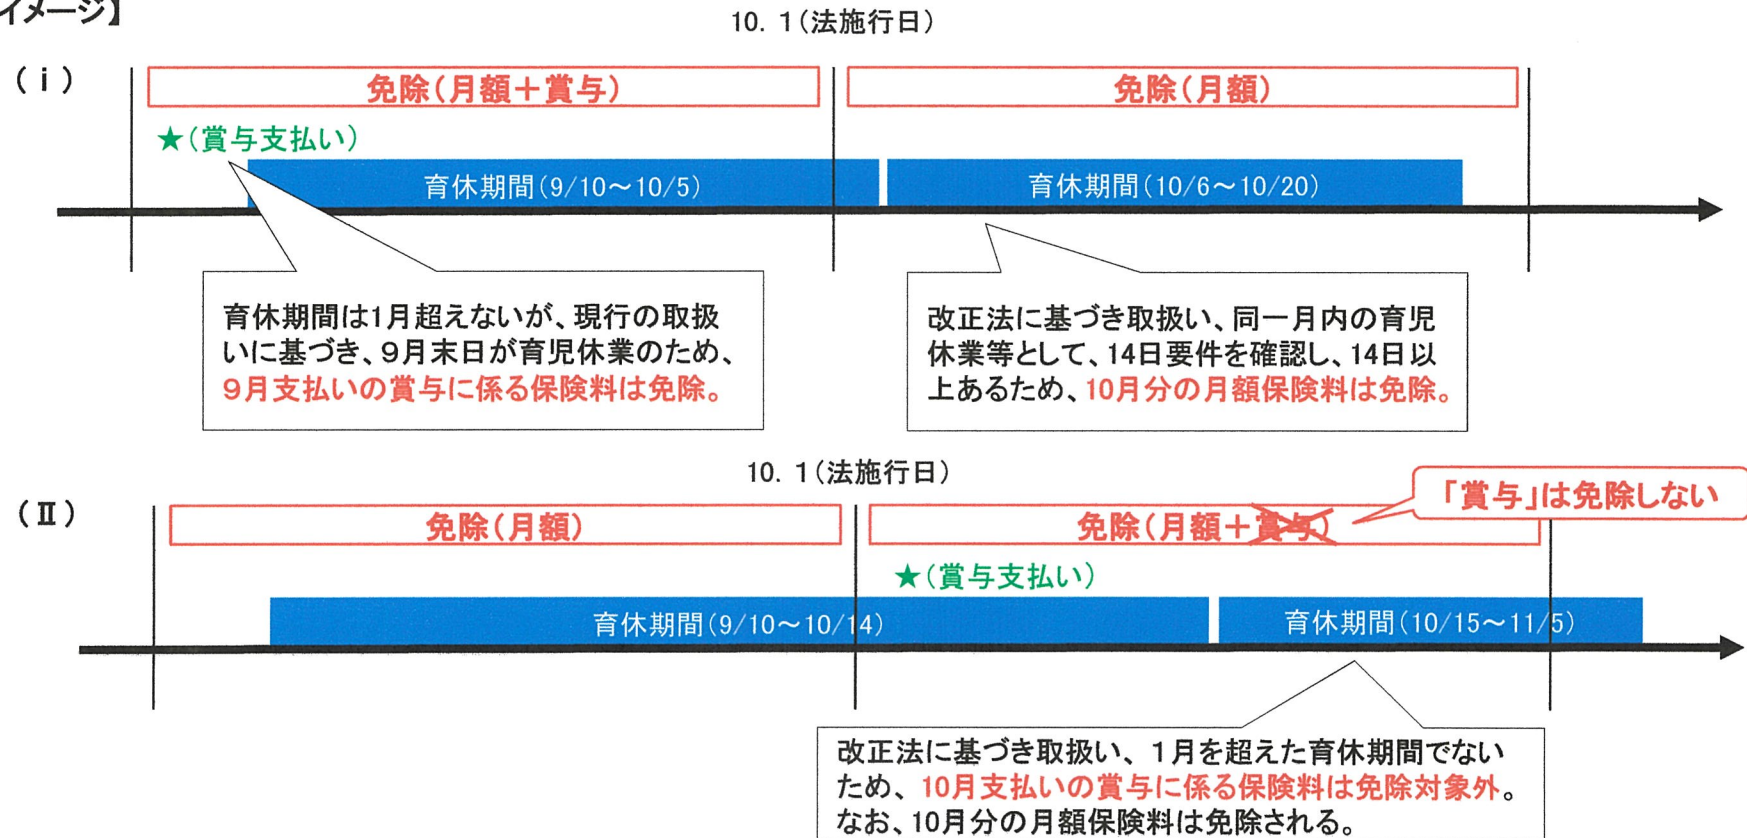 イメージ】
10. 1(法施行日)
(ⅰ)
免除(月額+賞与)
免除(月額)
★(賞与支払い)
育休期間(9/10～10/5)
育休期間(10/6～10/20)
育休期間は1月超えないが、現行の取扱
いに基づき、9月末日が育児休業のため、
9月支払いの賞与に係る保険料は免除。
改正法に基づき取扱い、同一月内の育児
休業等として、14日要件を確認し、14日以
上あるため、10月分の月額保険料は免除。
10. 1(法施行日)
(Ⅱ)
免除(月額)
免除(月額+賞与)
「賞与」は免除しない
★(賞与支払い)
育休期間(9/10～10/14)
育休期間(10/15～11/5)
改正法に基づき取扱い、1月を超えた育休期間でない
ため、10月支払いの賞与に係る保険料は免除対象外。
なお、10月分の月額保険料は免除される。